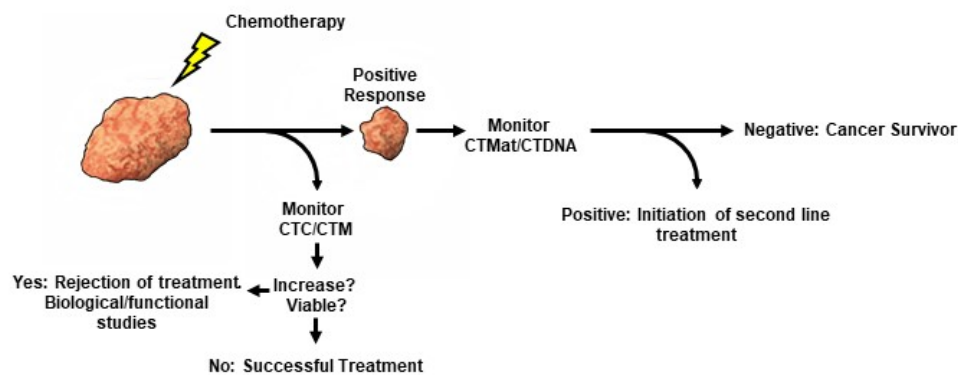 Chemotherapy
Positive
Response
Monitor
CTMat/CTDNA
Negative: Cancer Survivor
Positive: Initiation of second line
treatment
Monitor
CTC/CTM
Increase?
Viable?
Yes: Rejection of treatment.
Biological/functional
studies
No: Successful Treatment